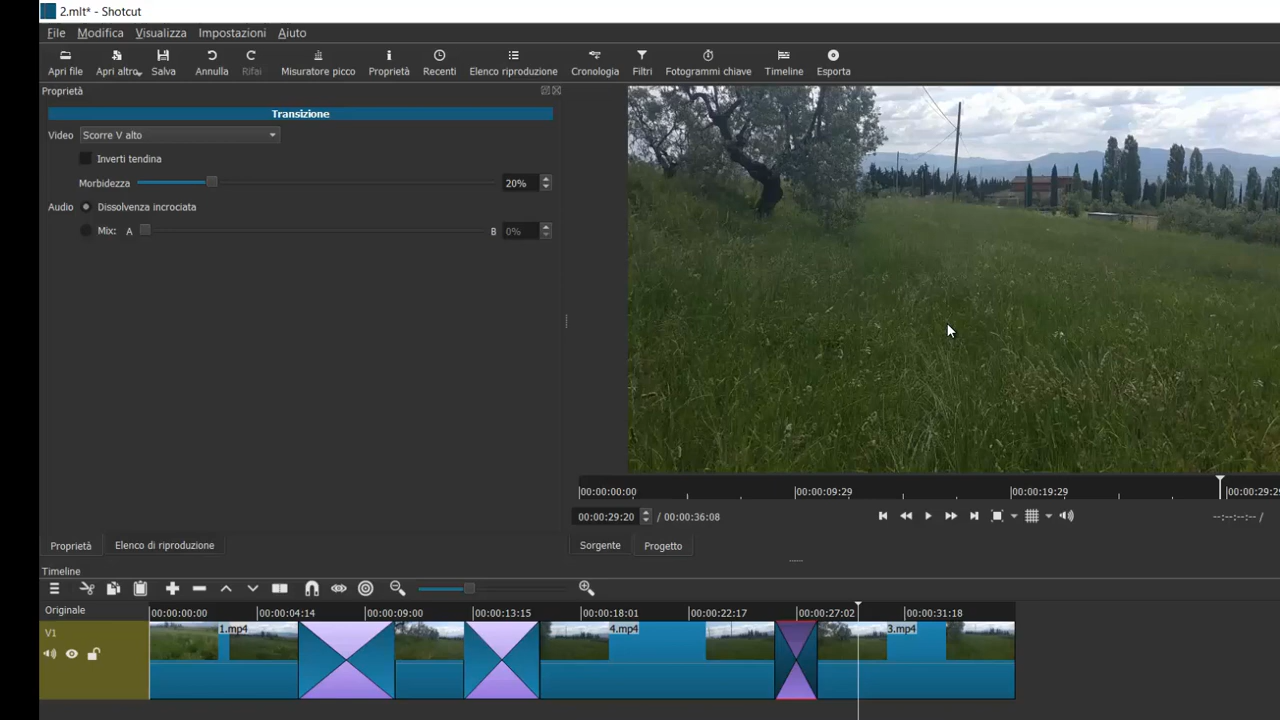 2.mlt* - Shotcut
File Modifica Visualizza Impostazioni Aiuto
Apri file Apri altro Salva Annulla Rifai Misuratore picco Proprietà Recenti Elenco riproduzione Cronologia Filtri Fotogrammi chiave Timeline Esporta
Proprietà
Transizione
Video Scorre V alto
Inverti tendina
Morbidezza 20%
Audio Dissolvenza incrociata
Mix: A B 0%
00:00:00:00 00:00:09:29 00:00:19:29 00:00:29:29
00:00:29:20 / 00:00:36:08 --:--:--:-- /
Proprietà Elenco di riproduzione Sorgente Progetto
Timeline
Originale 00:00:00:00 00:00:04:14 00:00:09:00 00:00:13:15 00:00:18:01 00:00:22:17 00:00:27:02 00:00:31:18
V1 1.mp4 4.mp4 3.mp4